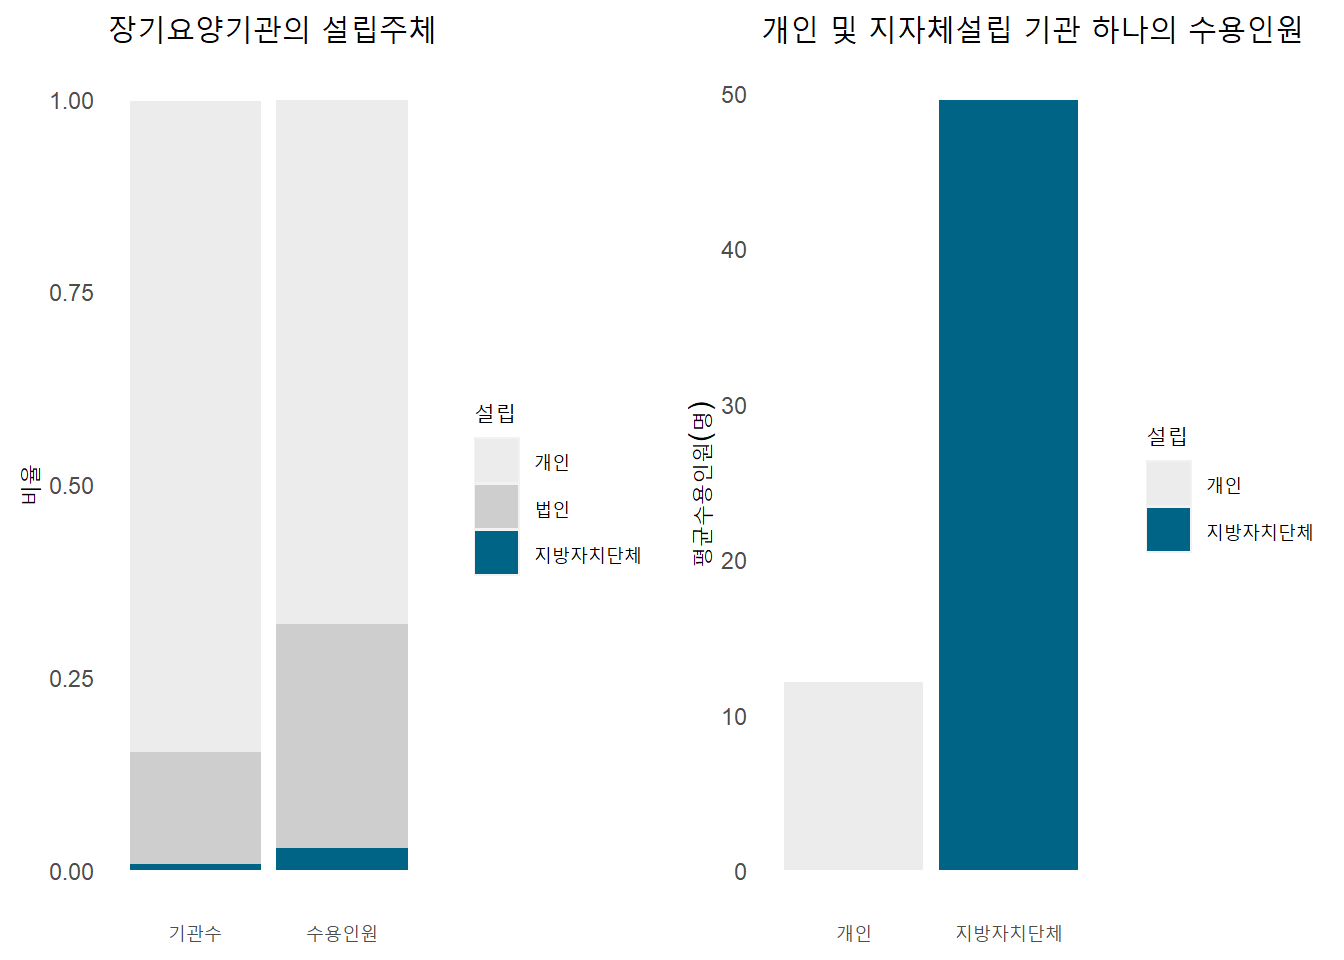 장기요양기관의 설립주체
1.00
0.75
0.50
0.25
0.00
비율
기관수
수용인원
설립
개인
법인
지방자치단체
개인 및 지자체설립 기관 하나의 수용인원
50
40
30
20
10
0
평균수용인원(명)
개인
지방자치단체
설립
개인
지방자치단체